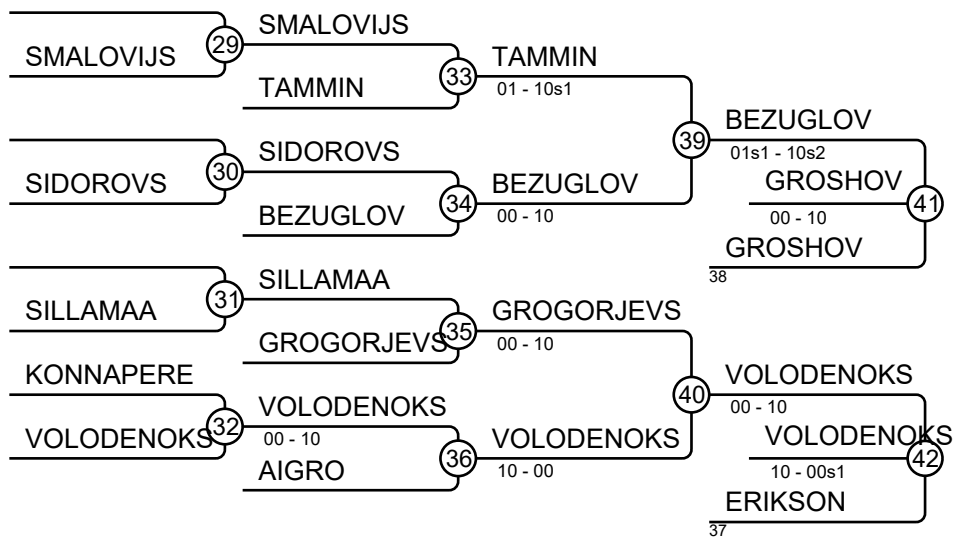 SMALOVIJS
29
SMALOVIJS
TAMMIN
33
TAMMIN
01 - 10s1
SIDOROVS
30
SIDOROVS
BEZUGLOV
34
BEZUGLOV
00 - 10
39
BEZUGLOV
01s1 - 10s2
GROSHOV
00 - 10
41
GROSHOV
38
SILLAMAA
31
SILLAMAA
GROGORJEVS
35
GROGORJEVS
00 - 10
KONNAPERE
VOLODENOKS
32
VOLODENOKS
00 - 10
AIGRO
36
VOLODENOKS
10 - 00
40
VOLODENOKS
00 - 10
VOLODENOKS
10 - 00s1
42
ERIKSON
37